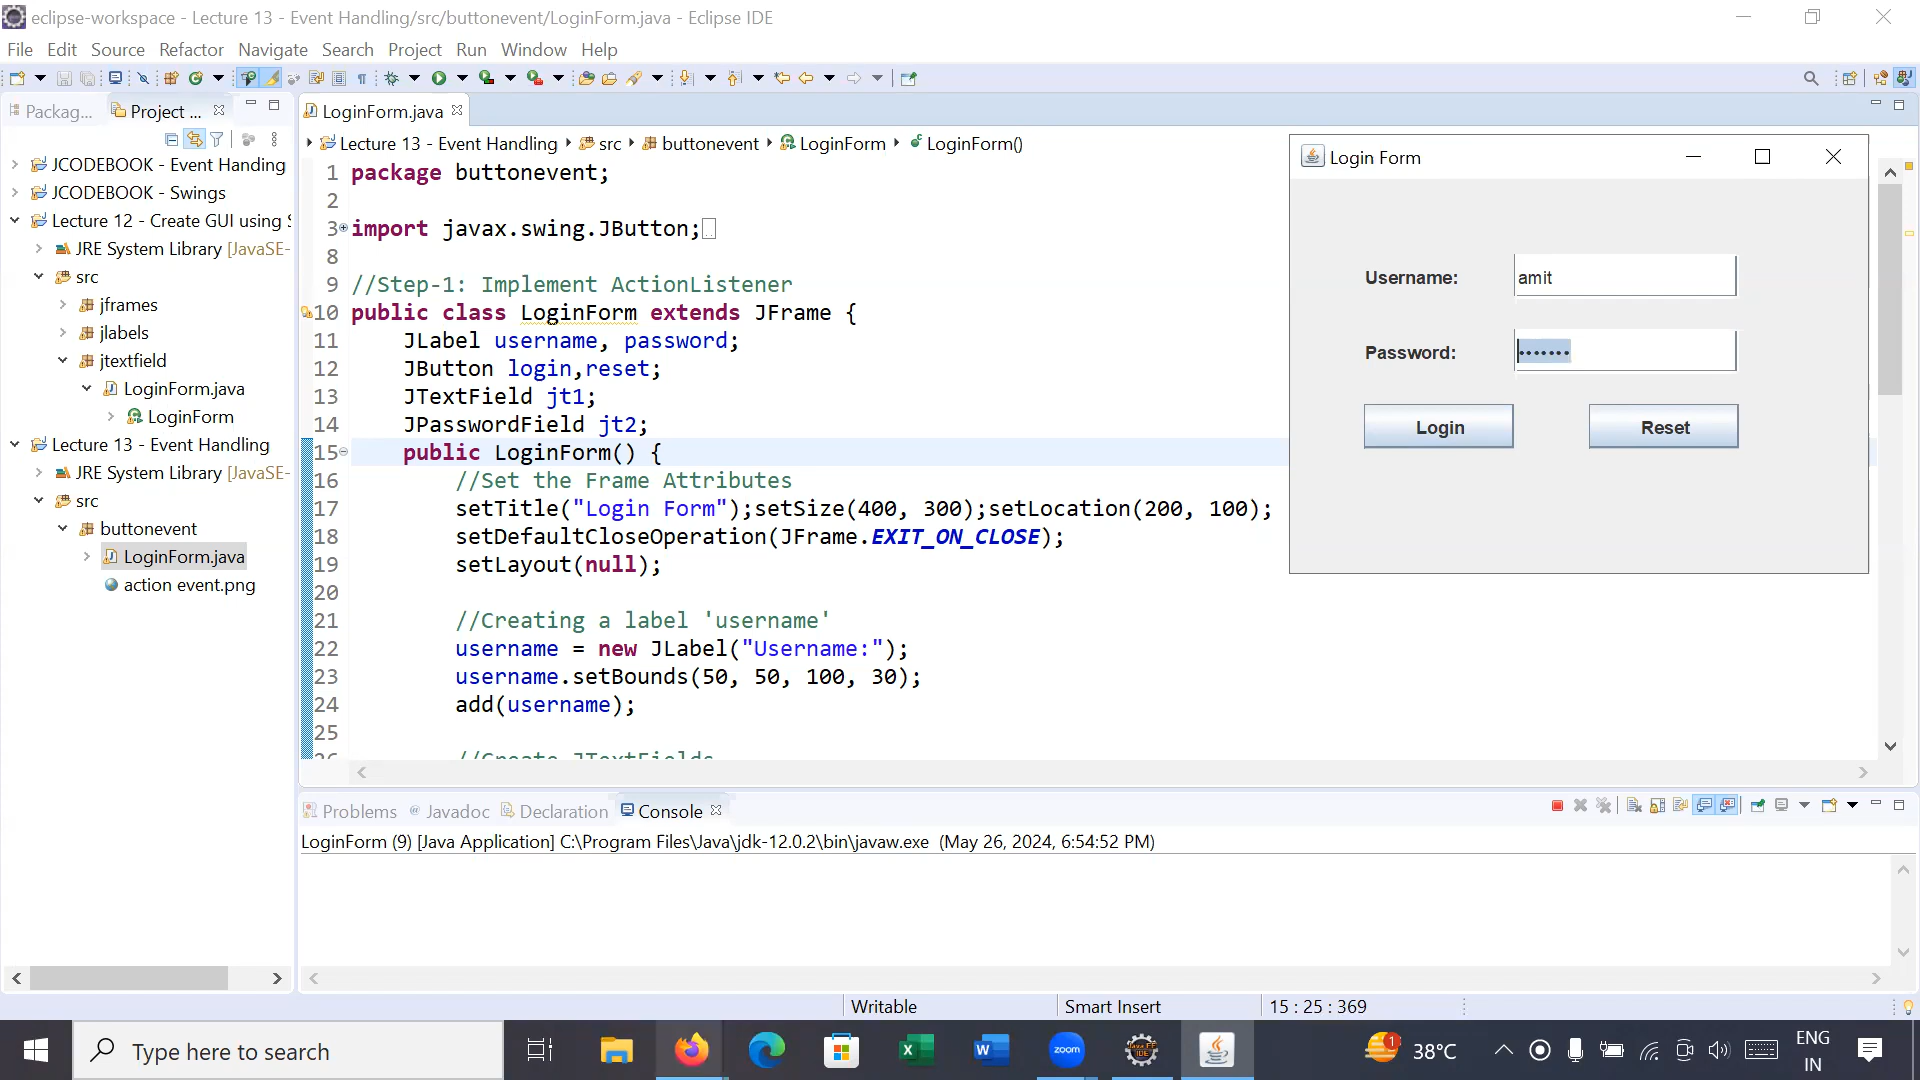 eclipse-workspace - Lecture 13 - Event Handling/src/buttonevent/LoginForm.java - Eclipse IDE
File Edit Source Refactor Navigate Search Project Run Window Help
Packag... Project ...
LoginForm.java
JCODEBOOK - Event Handing
JCODEBOOK - Swings
Lecture 12 - Create GUI using S
JRE System Library [JavaSE-
src
jframes
jlabels
jtextfield
LoginForm.java
LoginForm
Lecture 13 - Event Handling
JRE System Library [JavaSE-
src
buttonevent
LoginForm.java
action event.png
Lecture 13 - Event Handling src buttonevent LoginForm LoginForm()
1 package buttonevent;
2
3 import javax.swing.JButton;
8
9 //Step-1: Implement ActionListener
10 public class LoginForm extends JFrame {
11 JLabel username, password;
12 JButton login,reset;
13 JTextField jt1;
14 JPasswordField jt2;
15 public LoginForm() {
16 //Set the Frame Attributes
17 setTitle("Login Form");setSize(400, 300);setLocation(200, 100);
18 setDefaultCloseOperation(JFrame.EXIT_ON_CLOSE);
19 setLayout(null);
20
21 //Creating a label 'username'
22 username = new JLabel("Username:");
23 username.setBounds(50, 50, 100, 30);
24 add(username);
25
26 //Create JTextFields
Login Form
Username: amit
Password: •••••••
Login Reset
Problems @ Javadoc Declaration Console
LoginForm (9) [Java Application] C:\Program Files\Java\jdk-12.0.2\bin\javaw.exe (May 26, 2024, 6:54:52 PM)
Writable Smart Insert 15 : 25 : 369
Type here to search
zoom
Java EE
IDE
1
38°C
ENG
IN